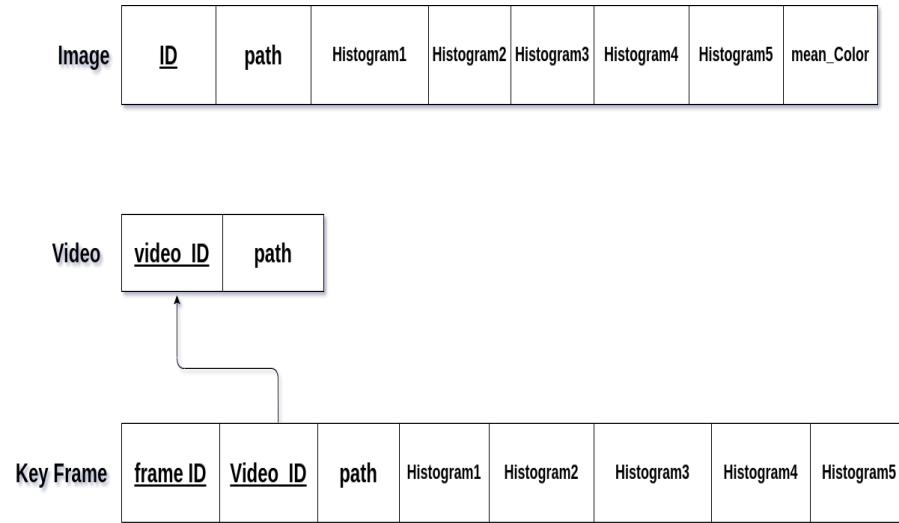 Image ID path Histogram1 Histogram2 Histogram3 Histogram4 Histogram5 mean_Color
Video video_ID path
Key Frame frame ID Video_ID path Histogram1 Histogram2 Histogram3 Histogram4 Histogram5